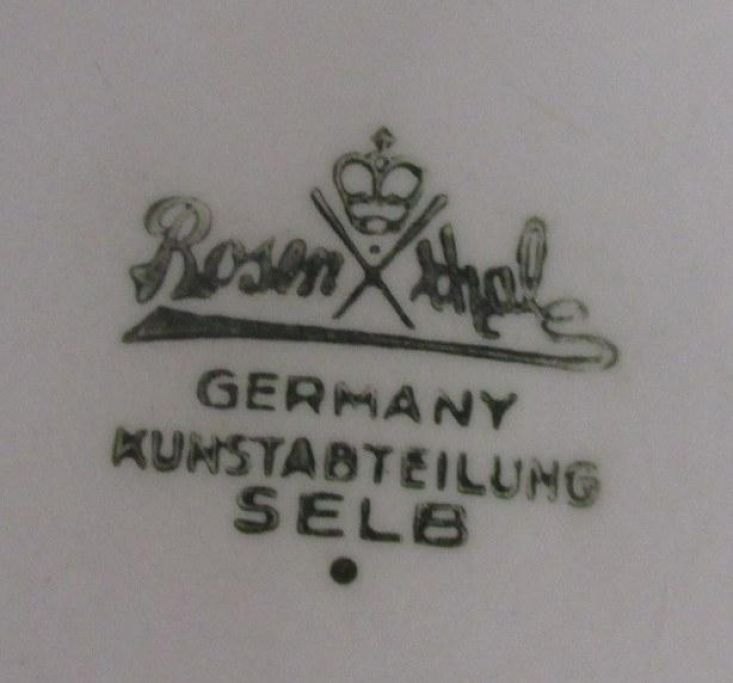 Rosenthal
GERMANY
KUNSTABTEILUNG
SELB